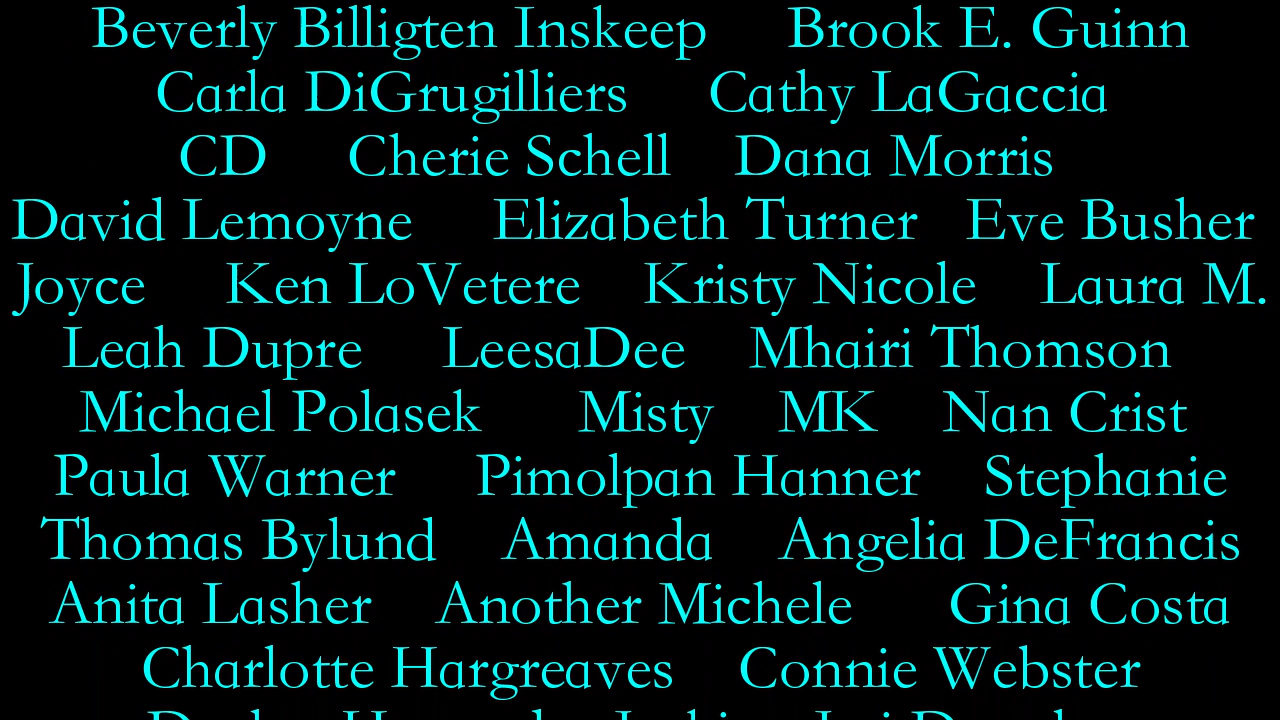 Beverly Billigten Inskeep Brook E. Guinn
Carla DiGrugilliers Cathy LaGaccia
CD Cherie Schell Dana Morris
David Lemoyne Elizabeth Turner Eve Busher
Joyce Ken LoVetere Kristy Nicole Laura M.
Leah Dupre LeesaDee Mhairi Thomson
Michael Polasek Misty MK Nan Crist
Paula Warner Pimolpan Hanner Stephanie
Thomas Bylund Amanda Angelia DeFrancis
Anita Lasher Another Michele Gina Costa
Charlotte Hargreaves Connie Webster